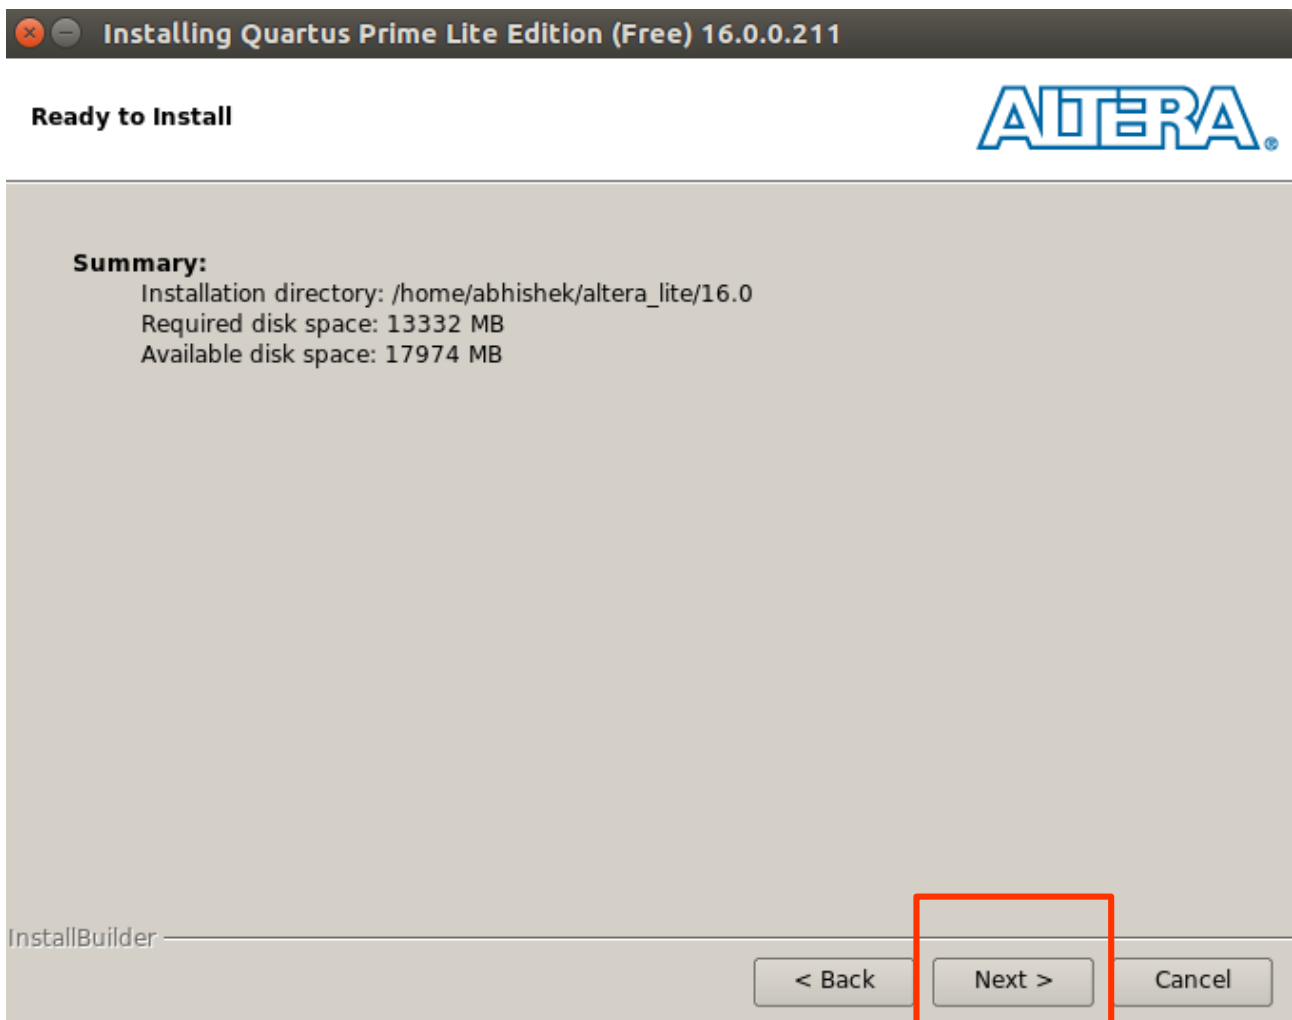 Installing Quartus Prime Lite Edition (Free) 16.0.0.211
Ready to Install
ALTERA®
Summary:
Installation directory: /home/abhishek/altera_lite/16.0
Required disk space: 13332 MB
Available disk space: 17974 MB
InstallBuilder
< Back
Next >
Cancel